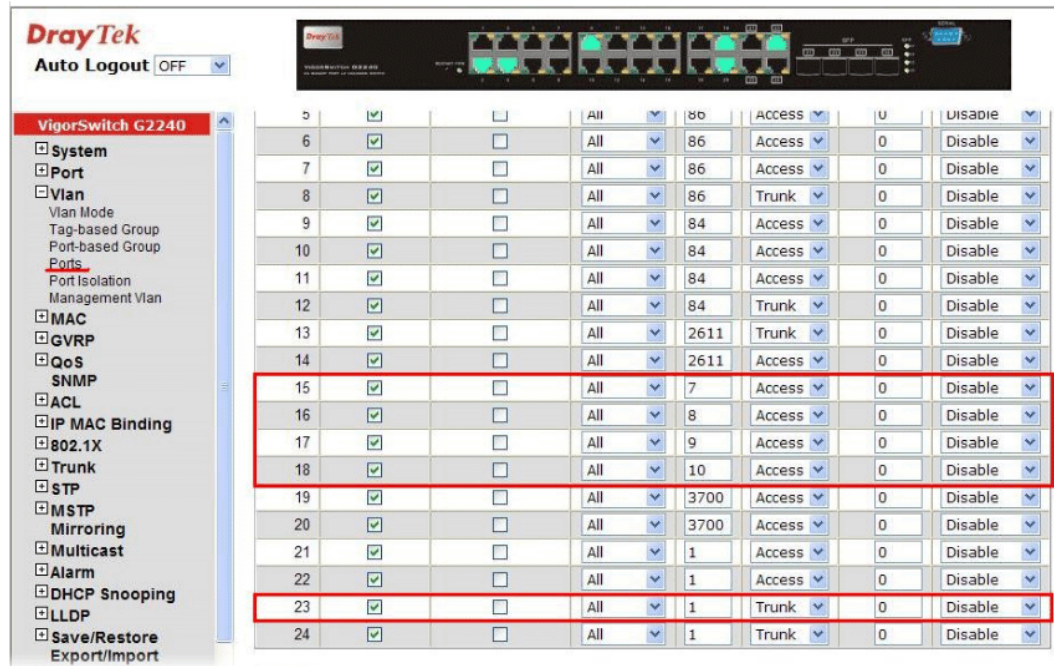 DrayTek
Auto Logout OFF
DrayTek
VigorSwitch G2240
System
Port
Vlan
Vlan Mode
Tag-based Group
Port-based Group
Ports
Port Isolation
Management Vlan
MAC
GVRP
QoS
SNMP
ACL
IP MAC Binding
802.1X
Trunk
STP
MSTP
Mirroring
Multicast
Alarm
DHCP Snooping
LLDP
Save/Restore
Export/Import
5 All 86 Access 0 Disable
6 All 86 Access 0 Disable
7 All 86 Access 0 Disable
8 All 86 Trunk 0 Disable
9 All 84 Access 0 Disable
10 All 84 Access 0 Disable
11 All 84 Access 0 Disable
12 All 84 Trunk 0 Disable
13 All 2611 Trunk 0 Disable
14 All 2611 Access 0 Disable
15 All 7 Access 0 Disable
16 All 8 Access 0 Disable
17 All 9 Access 0 Disable
18 All 10 Access 0 Disable
19 All 3700 Access 0 Disable
20 All 3700 Access 0 Disable
21 All 1 Access 0 Disable
22 All 1 Access 0 Disable
23 All 1 Trunk 0 Disable
24 All 1 Trunk 0 Disable